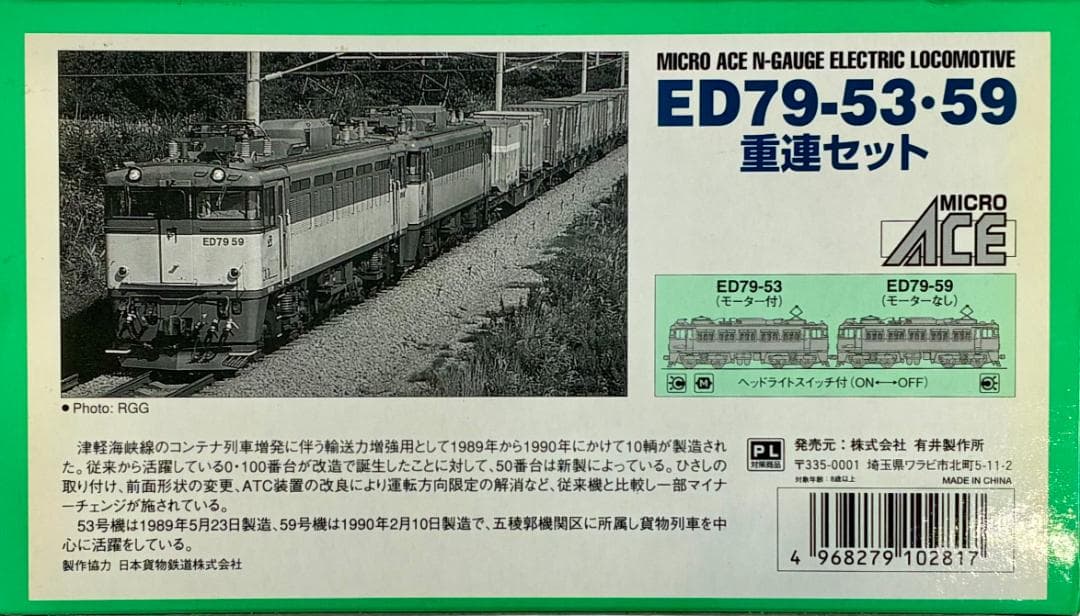 MICRO ACE N-GAUGE ELECTRIC LOCOMOTIVE
ED79-53・59
重連セット
MICRO
ACE
ED79-53
(モーター付)
ED79-59
(モーターなし)
M
ヘッドライトスイッチ付(ON←→OFF)
ED79 59
● Photo: RGG
津軽海峡線のコンテナ列車増発に伴う輸送力増強用として1989年から1990年にかけて10輌が製造され
た。従来から活躍している0・100番台が改造で誕生したことに対して、50番台は新製によっている。ひさしの
取り付け、前面形状の変更、ATC装置の改良により運転方向限定の解消など、従来機と比較し一部マイナ
ーチェンジが施されている。
53号機は1989年5月23日製造、59号機は1990年2月10日製造で、五稜郭機関区に所属し貨物列車を中
心に活躍をしている。
製作協力 日本貨物鉄道株式会社
PL
対策商品
発売元：株式会社 有井製作所
〒335-0001 埼玉県ワラビ市北町5-11-2
対象年齢：8歳以上
MADE IN CHINA
4 968279 102817